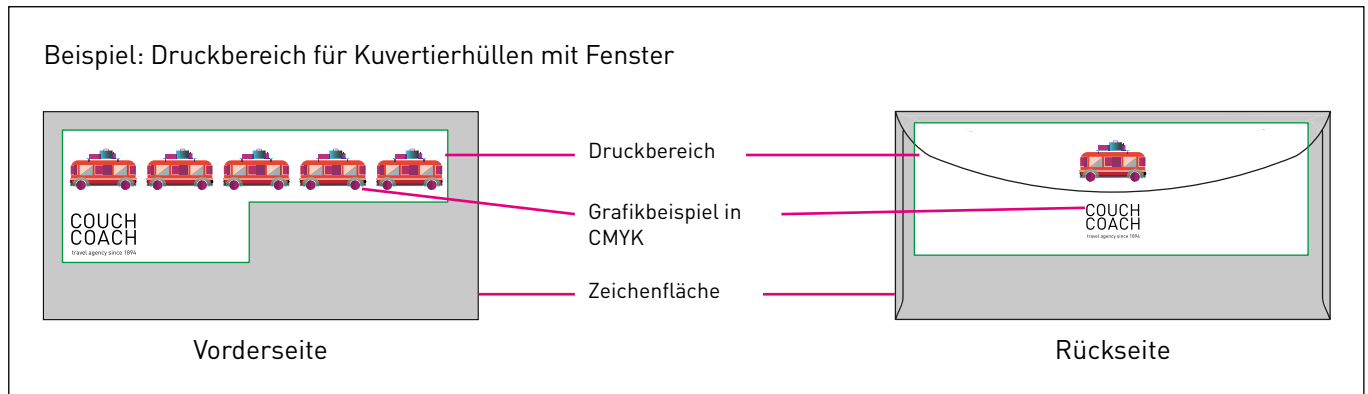 Beispiel: Druckbereich für Kuvertierhüllen mit Fenster
Druckbereich
Grafikbeispiel in
CMYK
Zeichenfläche
COUCH
COACH
travel agency since 1894
Vorderseite
COUCH
COACH
travel agency since 1894
Rückseite